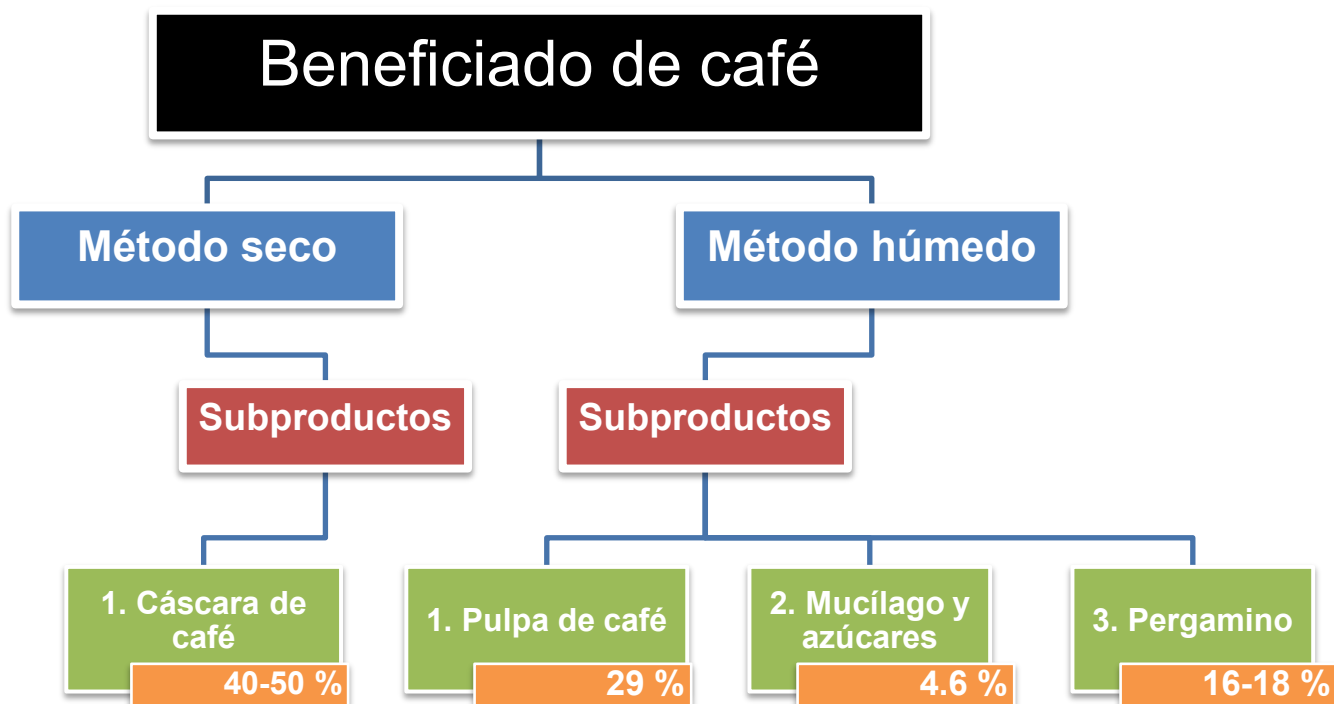 Beneficiado de café
Método seco
Método húmedo
Subproductos
Subproductos
1. Cáscara de
café
40-50 %
1. Pulpa de café
29 %
2. Mucílago y
azúcares
4.6 %
3. Pergamino
16-18 %